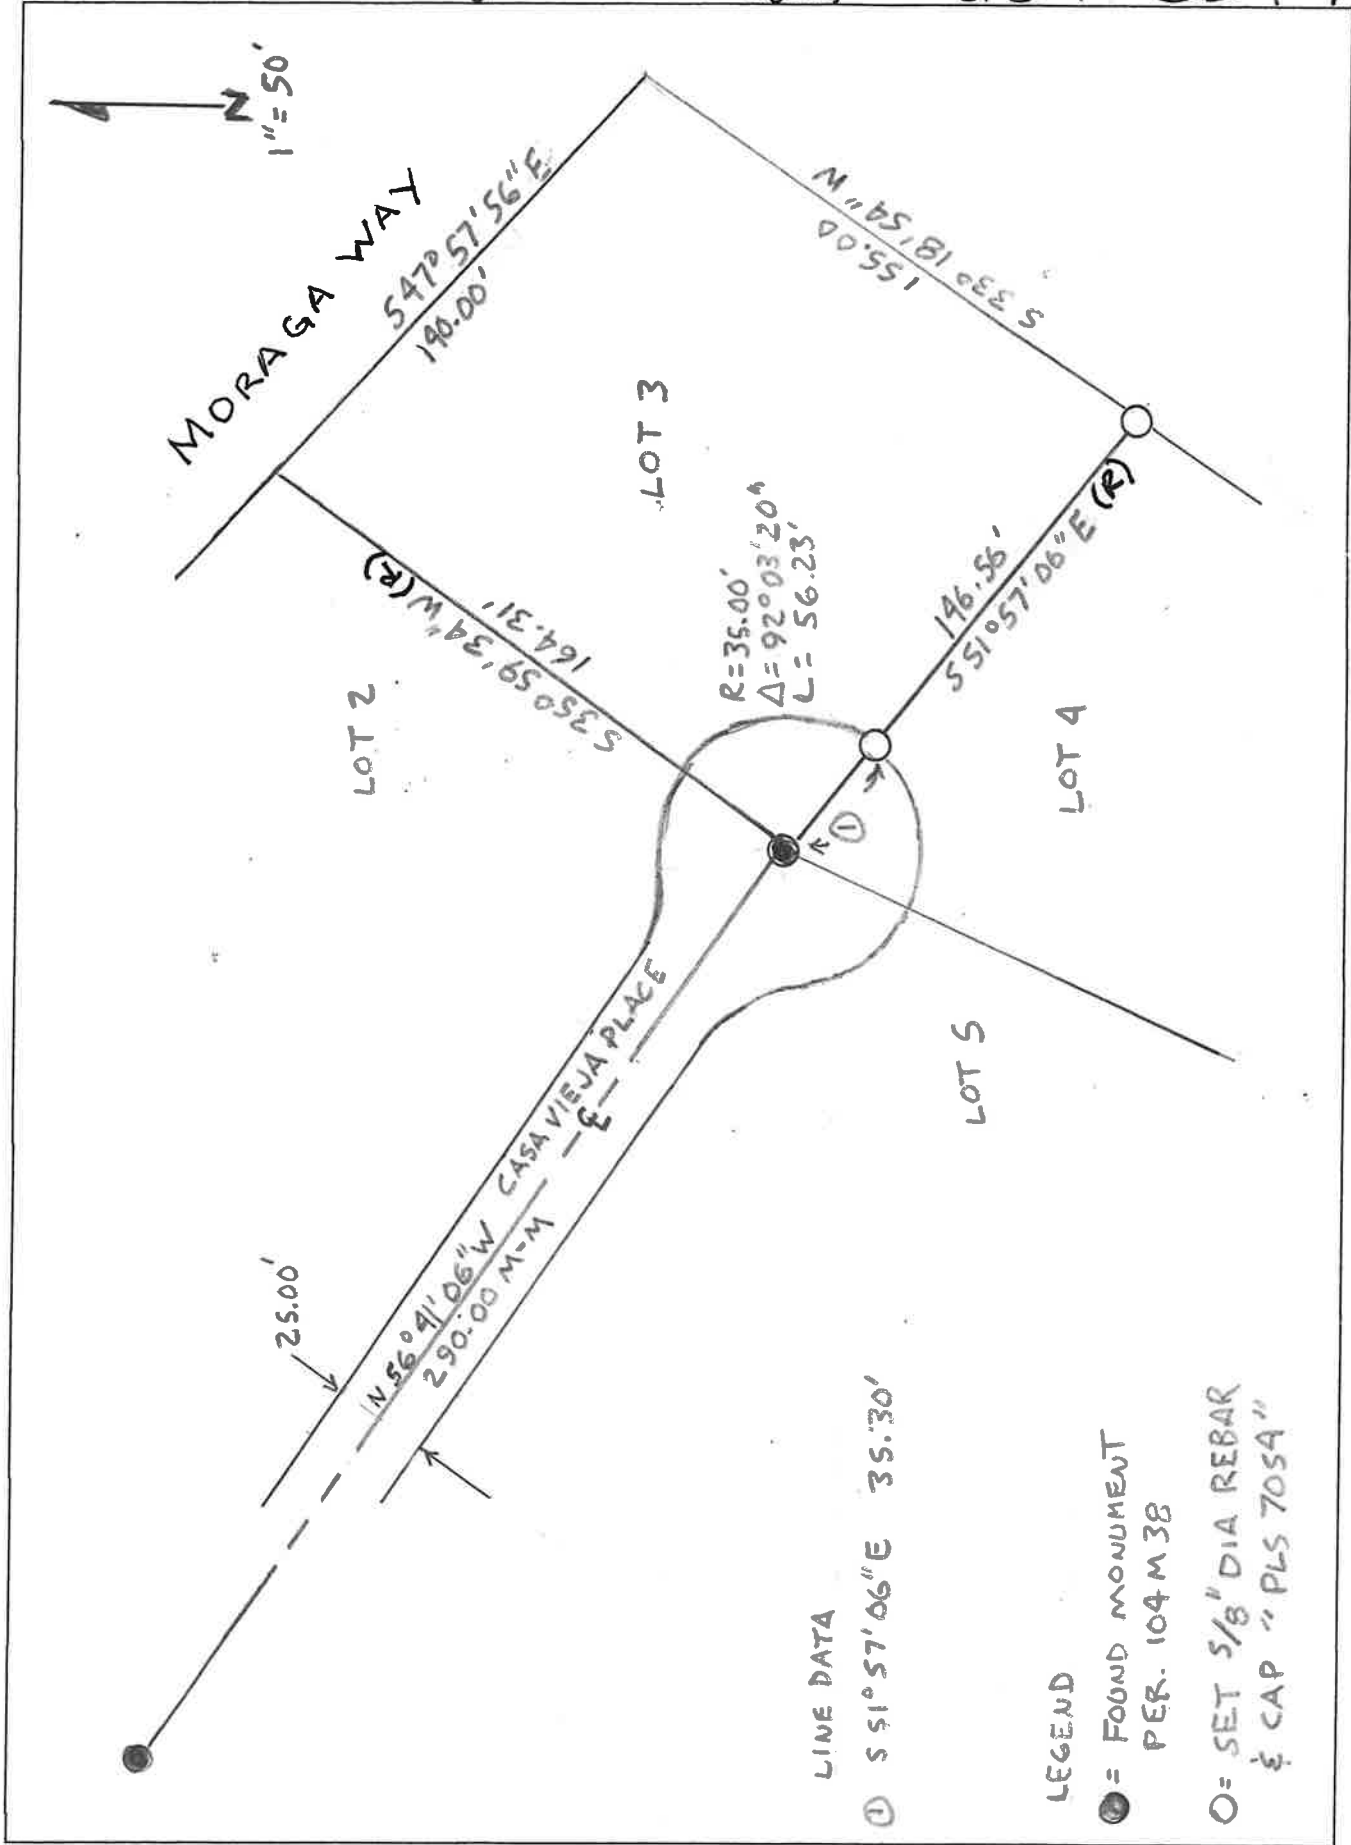 N
1"=50'
MORAGA WAY
S47°57'56"E
140.00'
S 33° 18' 54" W
155.00
LOT 3
LOT 2
S 35° 59' 34" W (R)
164.31'
R=35.00'
Δ=92°03'20"
L=56.23'
146.56'
S 51°57'06"E (R)
LOT 4
①
LOT 5
CASA VIEJA PLACE
℄
N 56°41'06"W
290.00 M-M
25.00'
LINE DATA
① S 51°57'06"E 35.30'
LEGEND
● = FOUND MONUMENT
PER. 104 M 38
O= SET 5/8" DIA REBAR
& CAP "PLS 7054"